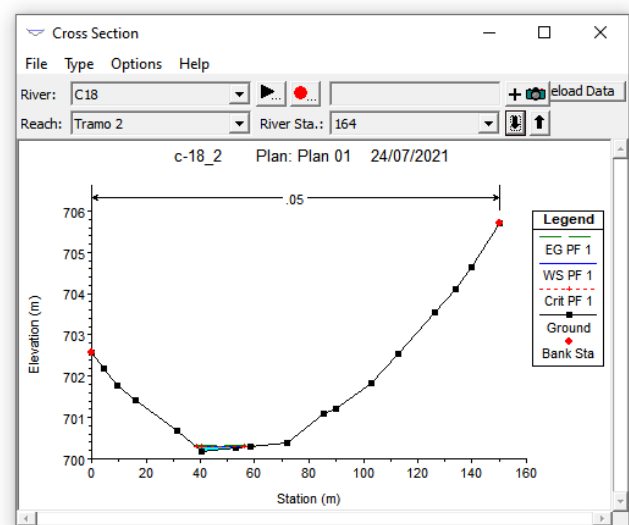 Cross Section
File Type Options Help
River: C18 eload Data
Reach: Tramo 2 River Sta.: 164
c-18_2 Plan: Plan 01 24/07/2021
.05
Legend
EG PF 1
WS PF 1
Crit PF 1
Ground
Bank Sta
706
705
704
703
702
701
700
Elevation (m)
0 20 40 60 80 100 120 140 160
Station (m)